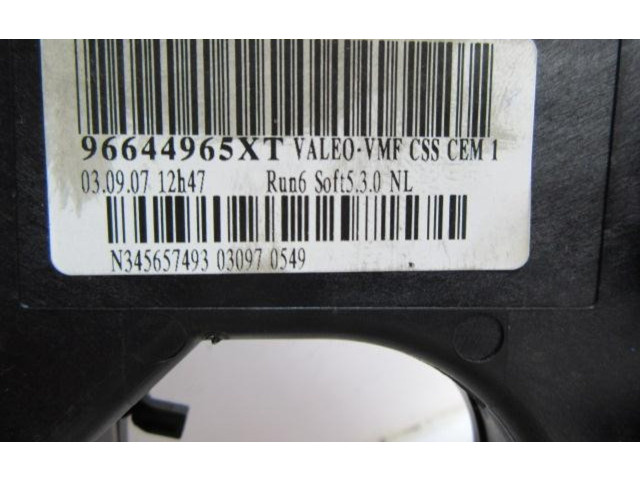 96644965XT VALEO-VMF CSS CEM 1
03.09.07 12h47 Run6 Soft5.3.0 NL
N345657493 03097 0549